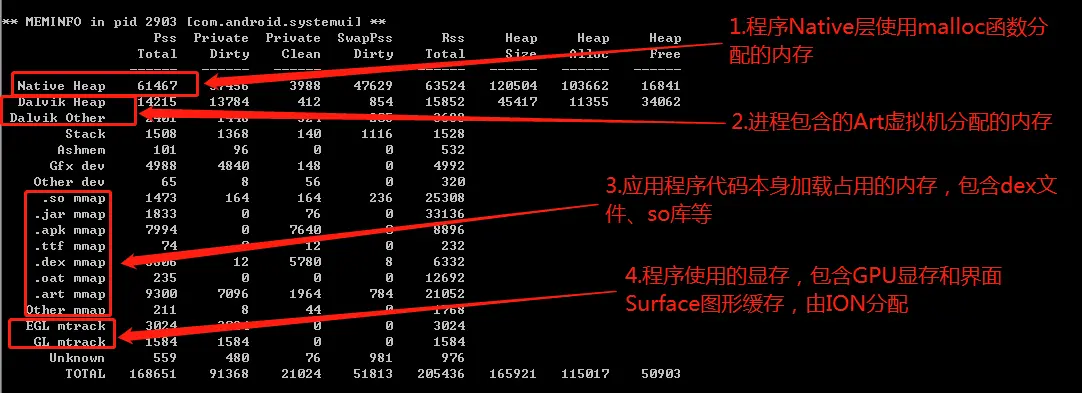 ** MEMINFO in pid 2903 [com.android.systemui] **
Pss Private Private SwapPss Rss Heap Heap Heap
Total Dirty Clean Dirty Total Size Alloc Free
------ ------ ------ ------ ------ ------ ------ ------
Native Heap 61467 57456 3988 47629 63524 120504 103662 16841
Dalvik Heap 14215 13784 412 854 15852 45417 11355 34062
Dalvik Other
Stack 1508 1368 140 1116 1528
Ashmem 101 96 0 0 532
Gfx dev 4988 4840 148 0 4992
Other dev 65 8 56 0 320
.so mmap 1473 164 164 236 25308
.jar mmap 1833 0 76 0 33136
.apk mmap 7994 0 7640 8896
.ttf mmap 74 12 0 232
.dex mmap 12 5780 8 6332
.oat mmap 235 0 0 0 12692
.art mmap 9300 7096 1964 784 21052
Other mmap 211 8 44 0 1768
EGL mtrack 3024 3024 0 0 3024
GL mtrack 1584 1584 0 0 1584
Unknown 559 480 76 981 976
TOTAL 168651 91368 21024 51813 205436 165921 115017 50903
1.程序Native层使用malloc函数分
配的内存
2.进程包含的Art虚拟机分配的内存
3.应用程序代码本身加载占用的内存，包含dex文
件、so库等
4.程序使用的显存，包含GPU显存和界面
Surface图形缓存，由ION分配